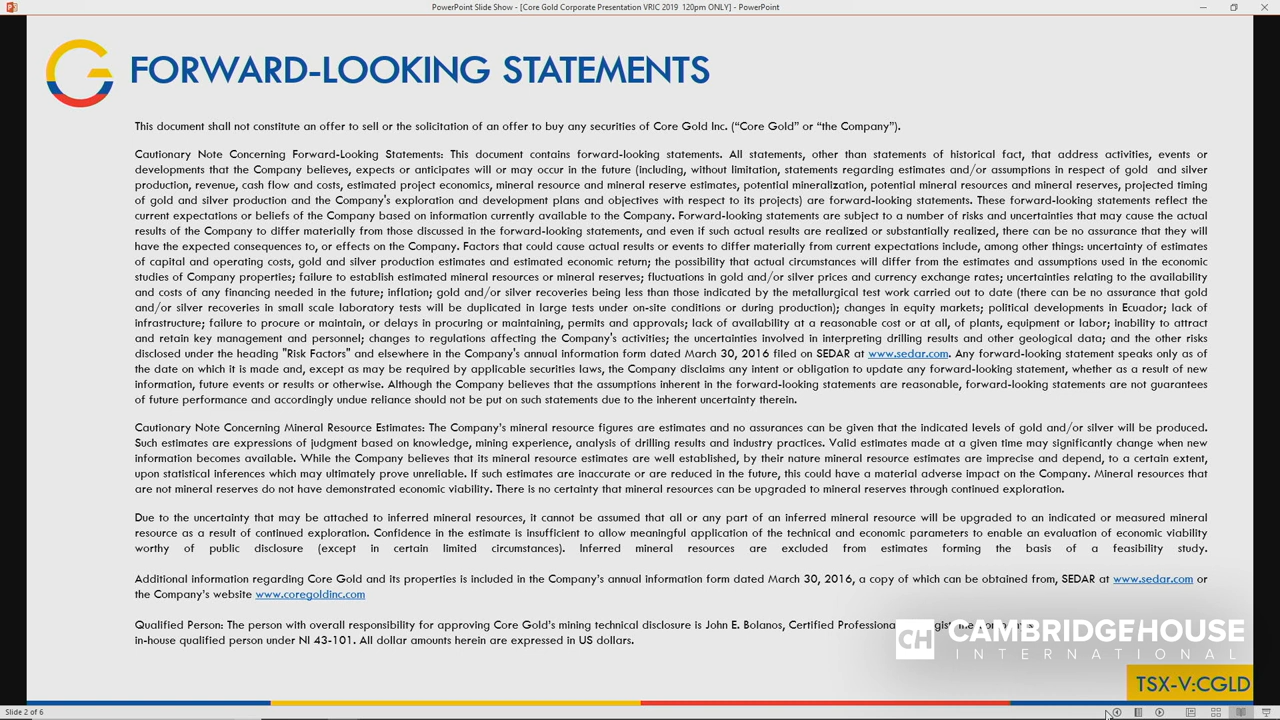 PowerPoint Slide Show - [Core Gold Corporate Presentation VRIC 2019 120pm ONLY] - PowerPoint
FORWARD-LOOKING STATEMENTS
This document shall not constitute an offer to sell or the solicitation of an offer to buy any securities of Core Gold Inc. (“Core Gold” or “the Company”).
Cautionary Note Concerning Forward-Looking Statements: This document contains forward-looking statements. All statements, other than statements of historical fact, that address activities, events or
developments that the Company believes, expects or anticipates will or may occur in the future (including, without limitation, statements regarding estimates and/or assumptions in respect of gold and silver
production, revenue, cash flow and costs, estimated project economics, mineral resource and mineral reserve estimates, potential mineralization, potential mineral resources and mineral reserves, projected timing
of gold and silver production and the Company's exploration and development plans and objectives with respect to its projects) are forward-looking statements. These forward-looking statements reflect the
current expectations or beliefs of the Company based on information currently available to the Company. Forward-looking statements are subject to a number of risks and uncertainties that may cause the actual
results of the Company to differ materially from those discussed in the forward-looking statements, and even if such actual results are realized or substantially realized, there can be no assurance that they will
have the expected consequences to, or effects on the Company. Factors that could cause actual results or events to differ materially from current expectations include, among other things: uncertainty of estimates
of capital and operating costs, gold and silver production estimates and estimated economic return; the possibility that actual circumstances will differ from the estimates and assumptions used in the economic
studies of Company properties; failure to establish estimated mineral resources or mineral reserves; fluctuations in gold and/or silver prices and currency exchange rates; uncertainties relating to the availability
and costs of any financing needed in the future; inflation; gold and/or silver recoveries being less than those indicated by the metallurgical test work carried out to date (there can be no assurance that gold
and/or silver recoveries in small scale laboratory tests will be duplicated in large tests under on-site conditions or during production); changes in equity markets; political developments in Ecuador; lack of
infrastructure; failure to procure or maintain, or delays in procuring or maintaining, permits and approvals; lack of availability at a reasonable cost or at all, of plants, equipment or labor; inability to attract
and retain key management and personnel; changes to regulations affecting the Company's activities; the uncertainties involved in interpreting drilling results and other geological data; and the other risks
disclosed under the heading "Risk Factors" and elsewhere in the Company's annual information form dated March 30, 2016 filed on SEDAR at www.sedar.com. Any forward-looking statement speaks only as of
the date on which it is made and, except as may be required by applicable securities laws, the Company disclaims any intent or obligation to update any forward-looking statement, whether as a result of new
information, future events or results or otherwise. Although the Company believes that the assumptions inherent in the forward-looking statements are reasonable, forward-looking statements are not guarantees
of future performance and accordingly undue reliance should not be put on such statements due to the inherent uncertainty therein.
Cautionary Note Concerning Mineral Resource Estimates: The Company's mineral resource figures are estimates and no assurances can be given that the indicated levels of gold and/or silver will be produced.
Such estimates are expressions of judgment based on knowledge, mining experience, analysis of drilling results and industry practices. Valid estimates made at a given time may significantly change when new
information becomes available. While the Company believes that its mineral resource estimates are well established, by their nature mineral resource estimates are imprecise and depend, to a certain extent,
upon statistical inferences which may ultimately prove unreliable. If such estimates are inaccurate or are reduced in the future, this could have a material adverse impact on the Company. Mineral resources that
are not mineral reserves do not have demonstrated economic viability. There is no certainty that mineral resources can be upgraded to mineral reserves through continued exploration.
Due to the uncertainty that may be attached to inferred mineral resources, it cannot be assumed that all or any part of an inferred mineral resource will be upgraded to an indicated or measured mineral
resource as a result of continued exploration. Confidence in the estimate is insufficient to allow meaningful application of the technical and economic parameters to enable an evaluation of economic viability
worthy of public disclosure (except in certain limited circumstances). Inferred mineral resources are excluded from estimates forming the basis of a feasibility study.
Additional information regarding Core Gold and its properties is included in the Company's annual information form dated March 30, 2016, a copy of which can be obtained from, SEDAR at www.sedar.com or
the Company's website www.coregoldinc.com
Qualified Person: The person with overall responsibility for approving Core Gold's mining technical disclosure is John E. Bolanos, Certified
in-house qualified person under NI 43-101. All dollar amounts herein are expressed in US dollars.
CH CAMBRIDGE HOUSE
INTERNATIONAL
TSX-V:CGLD
Slide 2 of 6